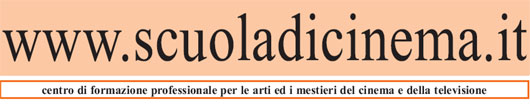 www.scuoladicinema.it
centro di formazione professionale per le arti ed i mestieri del cinema e della televisione